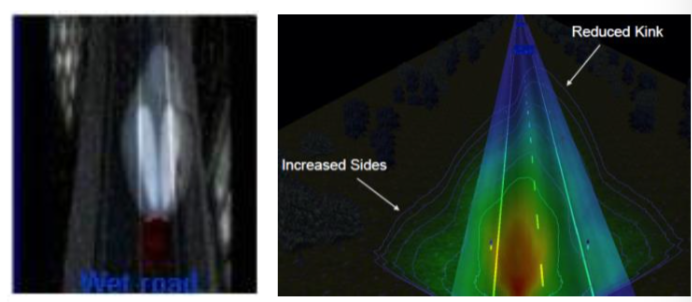 Wet road
Reduced Kink
Increased Sides